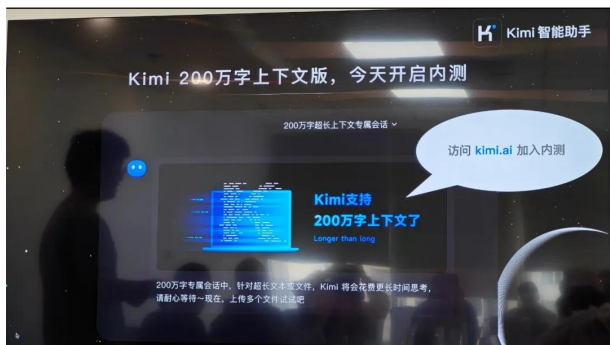 Kimi 智能助手
Kimi 200万字上下文版，今天开启内测
200万字超长上下文专属会话
访问 kimi.ai 加入内测
Kimi支持
200万字上下文了
Longer than long
200万字专属会话中，针对超长文本或文件，Kimi 将会花费更长时间思考，
请耐心等待～现在，上传多个文件试试吧